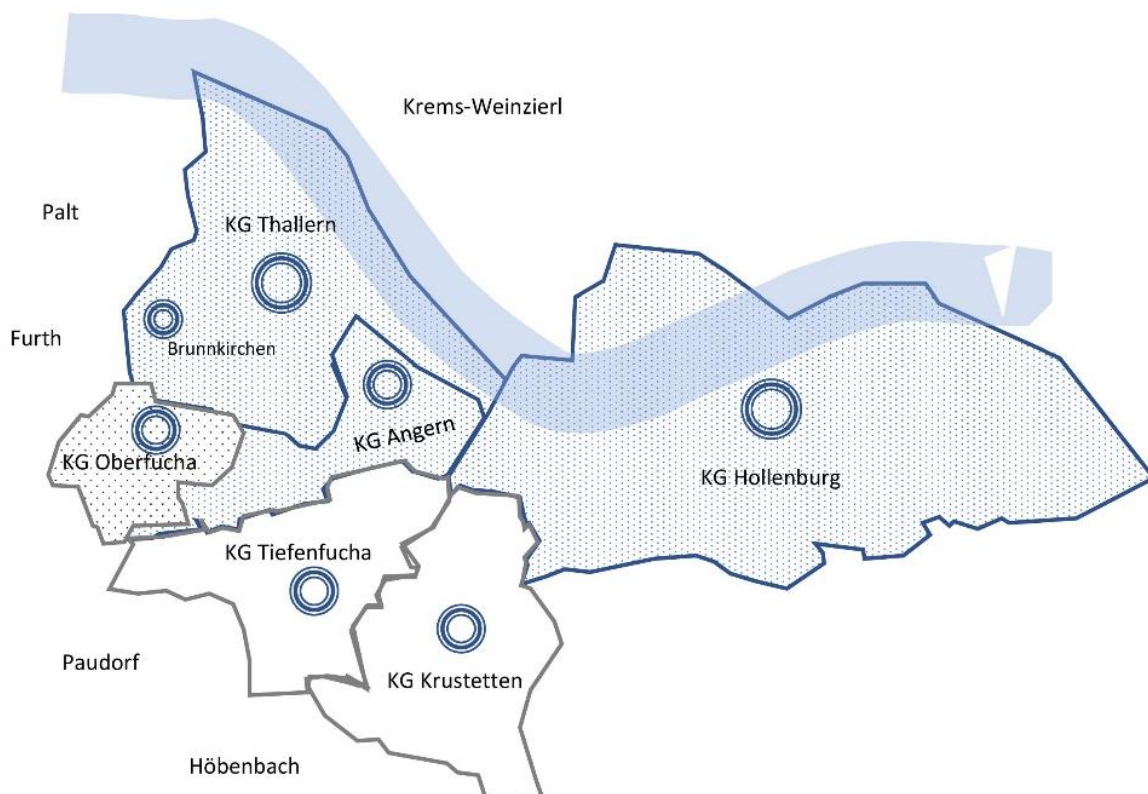 Krems-Weinzierl
Palt
KG Thallern
Furth
Brunnkirchen
KG Angern
KG Oberfucha
KG Hollenburg
KG Tiefenfucha
Paudorf
KG Krustetten
Höbenbach